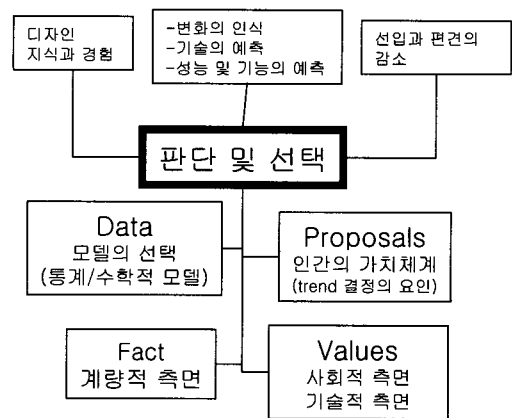 디자인
지식과 경험
-변화의 인식
-기술의 예측
-성능 및 기능의 예측
선입과 편견의
감소
판단 및 선택
Data
모델의 선택
(통계/수학적 모델)
Proposals
인간의 가치체계
(trend 결정의 요인)
Fact
계량적 측면
Values
사회적 측면
기술적 측면